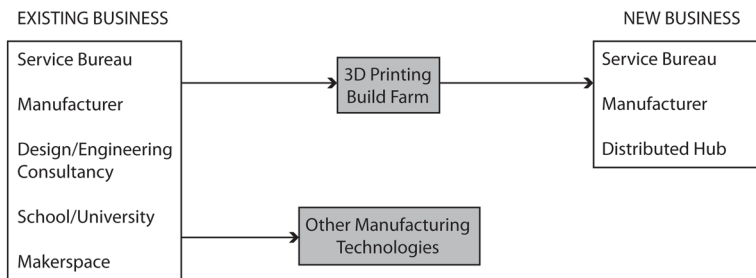 EXISTING BUSINESS
Service Bureau
Manufacturer
Design/Engineering
Consultancy
School/University
Makerspace
3D Printing
Build Farm
Other Manufacturing
Technologies
NEW BUSINESS
Service Bureau
Manufacturer
Distributed Hub